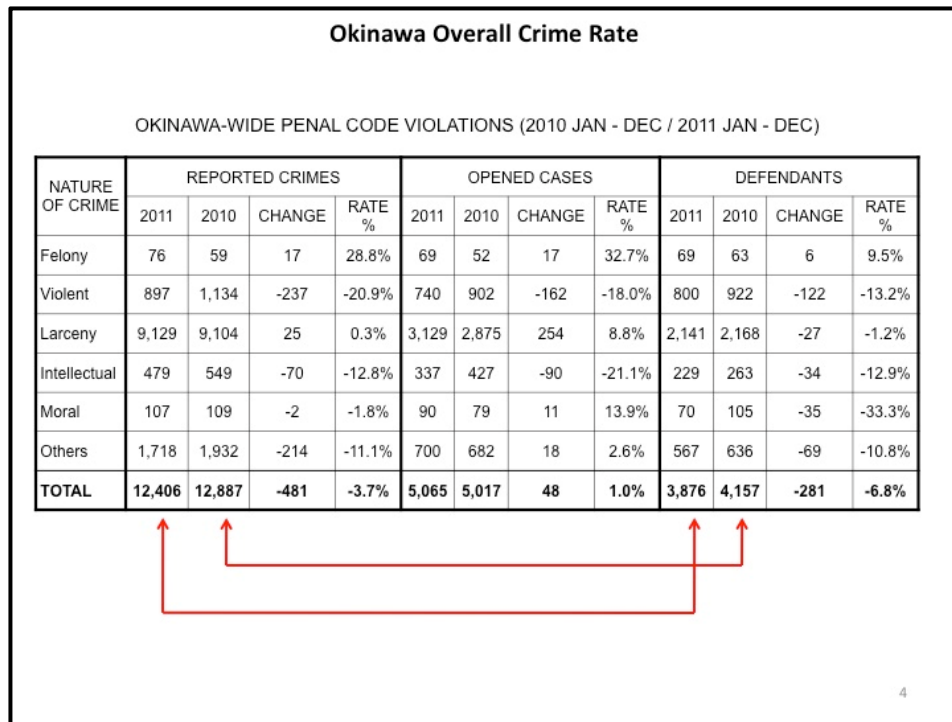 Okinawa Overall Crime Rate
OKINAWA-WIDE PENAL CODE VIOLATIONS (2010 JAN - DEC / 2011 JAN - DEC)
NATURE OF CRIME REPORTED CRIMES OPENED CASES DEFENDANTS
2011 2010 CHANGE RATE % 2011 2010 CHANGE RATE % 2011 2010 CHANGE RATE %
Felony 76 59 17 28.8% 69 52 17 32.7% 69 63 6 9.5%
Violent 897 1,134 -237 -20.9% 740 902 -162 -18.0% 800 922 -122 -13.2%
Larceny 9,129 9,104 25 0.3% 3,129 2,875 254 8.8% 2,141 2,168 -27 -1.2%
Intellectual 479 549 -70 -12.8% 337 427 -90 -21.1% 229 263 -34 -12.9%
Moral 107 109 -2 -1.8% 90 79 11 13.9% 70 105 -35 -33.3%
Others 1,718 1,932 -214 -11.1% 700 682 18 2.6% 567 636 -69 -10.8%
TOTAL 12,406 12,887 -481 -3.7% 5,065 5,017 48 1.0% 3,876 4,157 -281 -6.8%
4